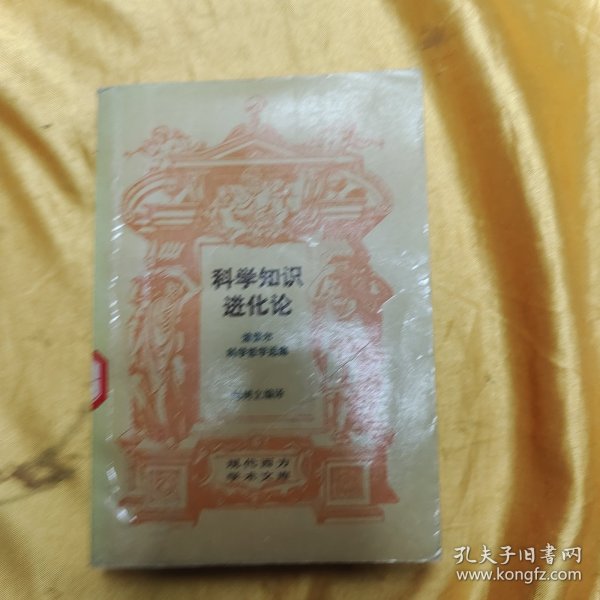 科学知识
进化论
波普尔
科学哲学选集
纪树立编译
现代西方
学术文库
孔夫子旧书网
www.kongfz.com